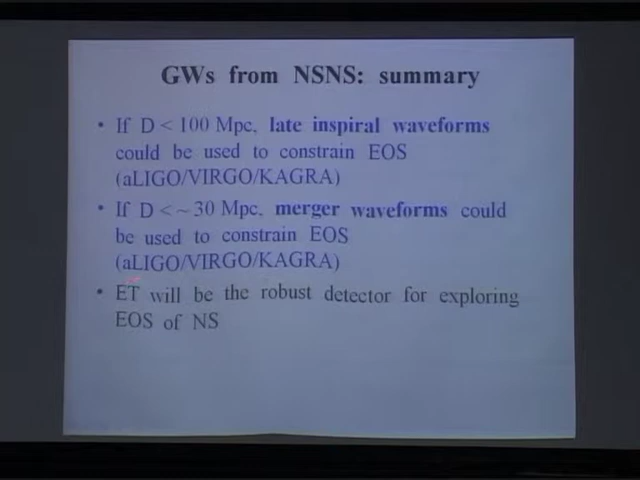 GWs from NSNS: summary
• If D < 100 Mpc, late inspiral waveforms
could be used to constrain EOS
(aLIGO/VIRGO/KAGRA)
• If D < ~ 30 Mpc, merger waveforms could
be used to constrain EOS
(aLIGO/VIRGO/KAGRA)
• ET will be the robust detector for exploring
EOS of NS